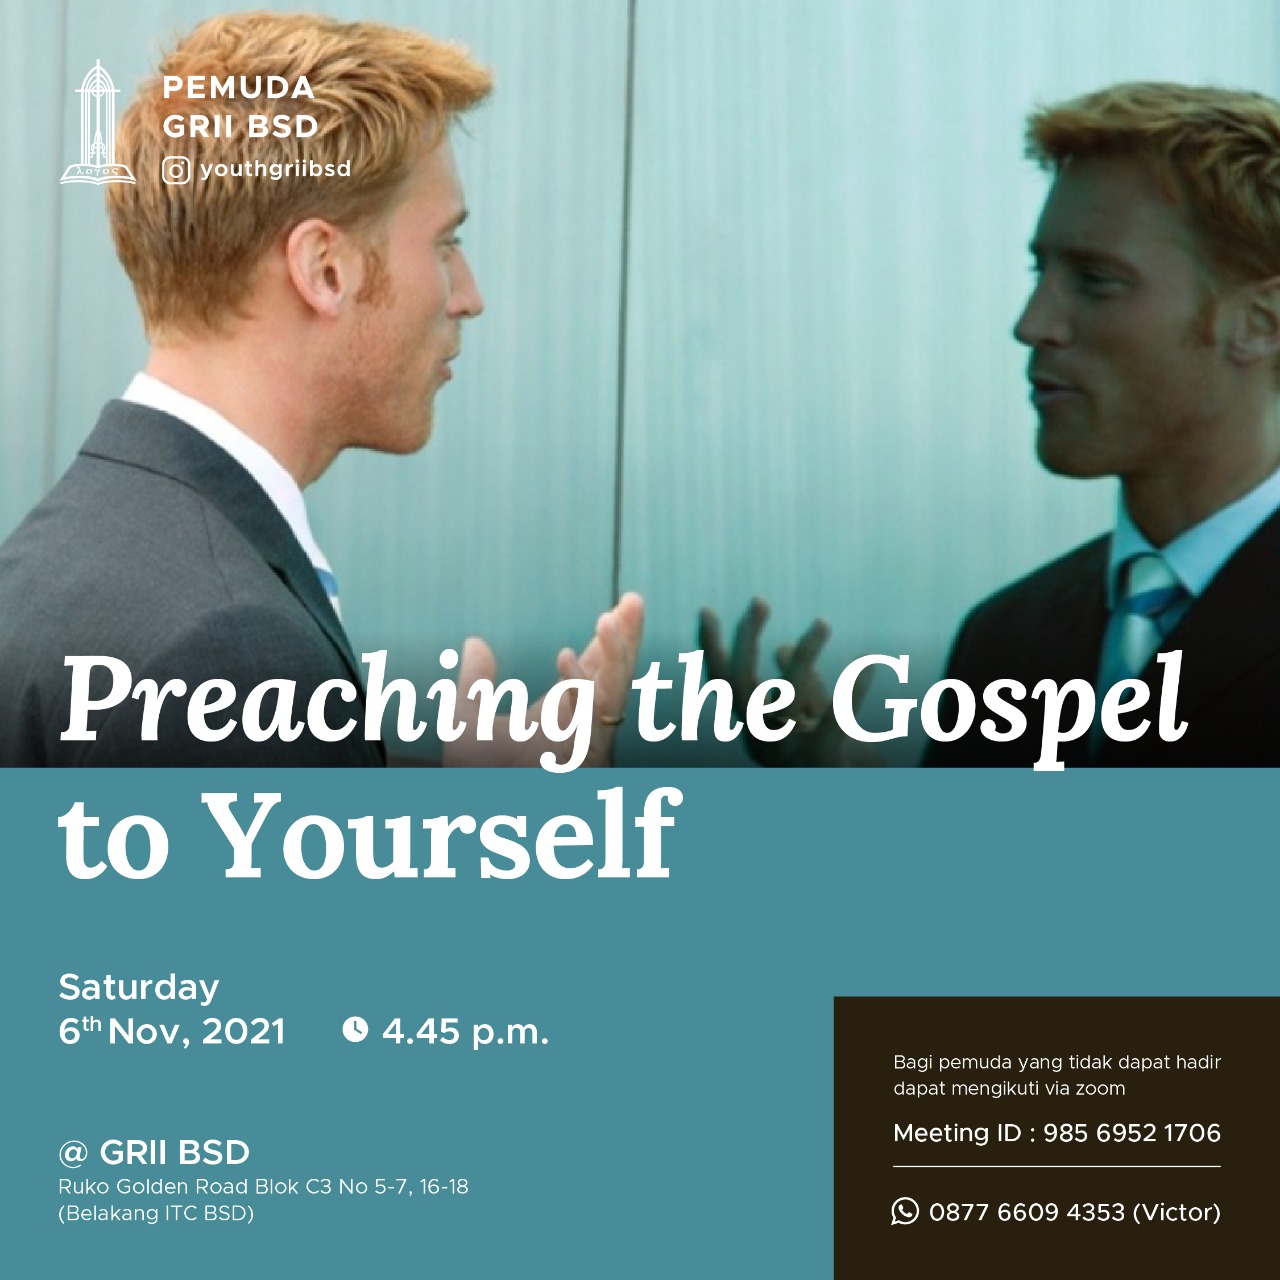 PEMUDA
GRII BSD
youthgriibsd
λογος
Preaching the Gospel
to Yourself
Saturday
6th Nov, 2021
4.45 p.m.
@ GRII BSD
Ruko Golden Road Blok C3 No 5-7, 16-18
(Belakang ITC BSD)
Bagi pemuda yang tidak dapat hadir
dapat mengikuti via zoom
Meeting ID : 985 6952 1706
0877 6609 4353 (Victor)